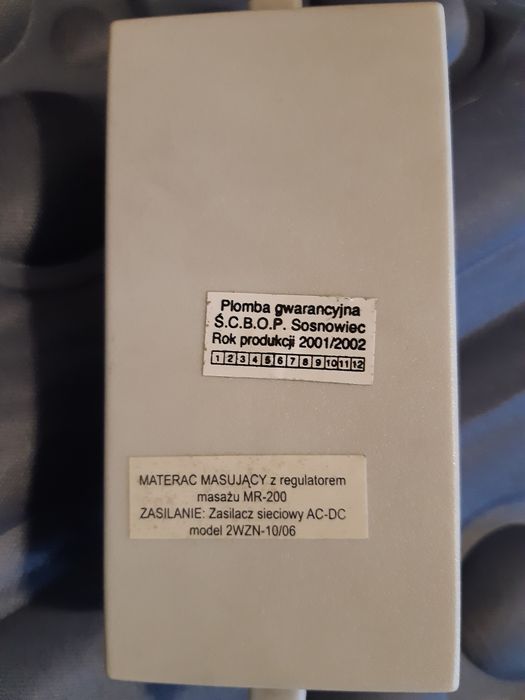 Plomba gwarancyjna
Ś.C.B.O.P. Sosnowiec
Rok produkcji 2001/2002
1 2 3 4 5 6 7 8 9 10 11 12
MATERAC MASUJĄCY z regulatorem
masażu MR-200
ZASILANIE: Zasilacz sieciowy AC-DC
model 2WZN-10/06